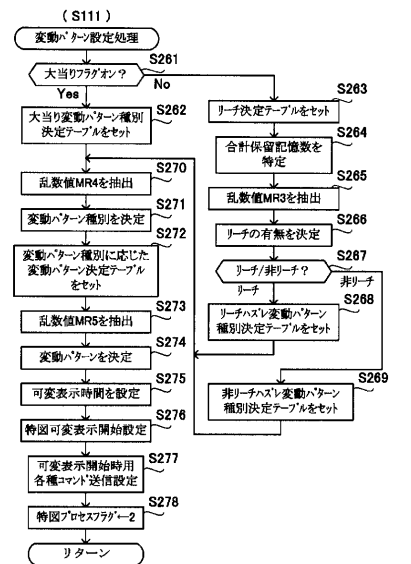 (S111)
変動ﾊﾟﾀｰﾝ設定処理
S261
大当りﾌﾗｸﾞオン?
Yes
No
S262
大当り変動パターン種別
決定テーブルをセット
S263
リーチ決定テーブルをセット
S264
合計保留記憶数を
特定
S265
乱数値MR3を抽出
S266
リーチの有無を決定
S267
リーチ/非リーチ?
リーチ
非リーチ
S268
リーチハズレ変動パターン
種別決定テーブルをセット
S269
非リーチハズレ変動パターン
種別決定テーブルをセット
S270
乱数値MR4を抽出
S271
変動パターン種別を決定
S272
変動パターン種別に応じた
変動パターン決定テーブル
をセット
S273
乱数値MR5を抽出
S274
変動パターンを決定
S275
可変表示時間を設定
S276
特図可変表示開始設定
S277
可変表示開始時用
各種コマンド送信設定
S278
特図ﾌﾟﾛｾｽﾌﾗｸﾞ←2
リターン